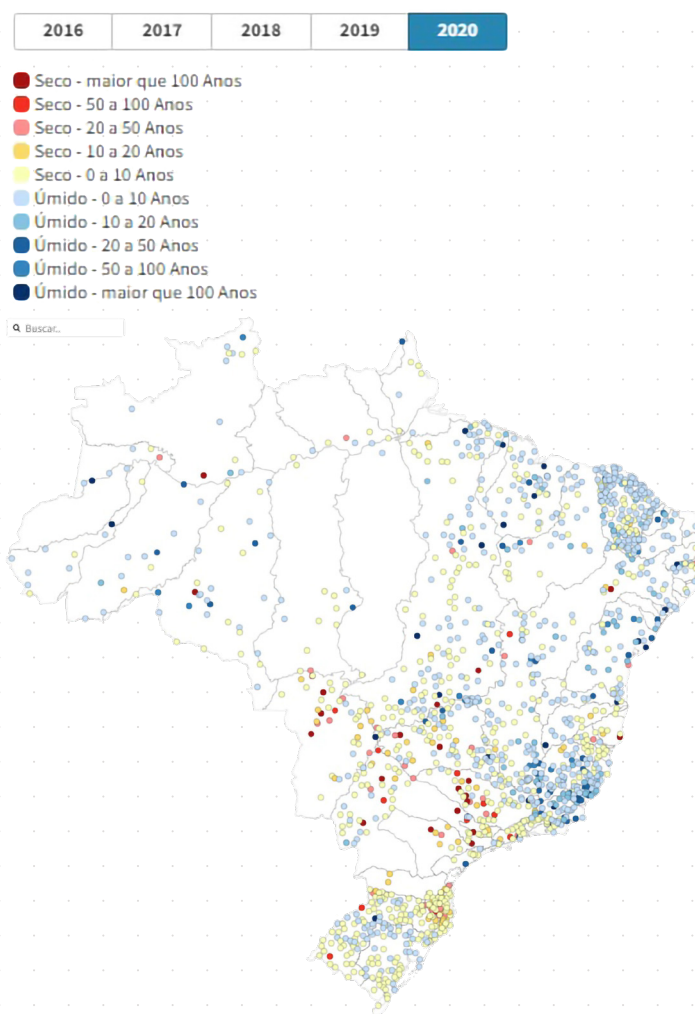 2016 2017 2018 2019 2020
Seco - maior que 100 Anos
Seco - 50 a 100 Anos
Seco - 20 a 50 Anos
Seco - 10 a 20 Anos
Seco - 0 a 10 Anos
Úmido - 0 a 10 Anos
Úmido - 10 a 20 Anos
Úmido - 20 a 50 Anos
Úmido - 50 a 100 Anos
Úmido - maior que 100 Anos
Buscar..